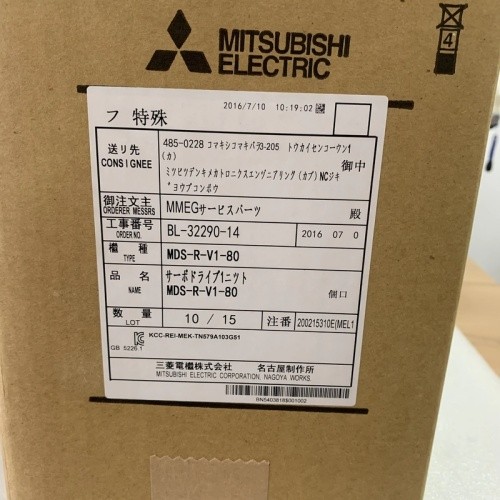 MITSUBISHI
ELECTRIC
4
2016/7/10 10:19:02
フ 特殊
送り先
CONSIGNEE
485-0228 コマキシコマキバラ3-205 トウカイセンコーウンイ
(カ) 御中
ミツビツデンキメカトロニクスエンジニアリング (カブ) NCジギ
ヨウブコンポウ
御注文主
ORDERER MESSRS
MMEGサービスパーツ 殿
工事番号
ORDER NO.
BL-32290-14
2016 07 0
機種
TYPE
MDS-R-V1-80
品名
NAME
サーボドライブユニット
MDS-R-V1-80 個口
数量
LOT
10 / 15
注番
200215310E(MEL1
KCC-REI-MEK-TN579A103G51
GB 5226.1
三菱電機株式会社 名古屋製作所
MITSUBISHI ELECTRIC CORPORATION, NAGOYA WORKS